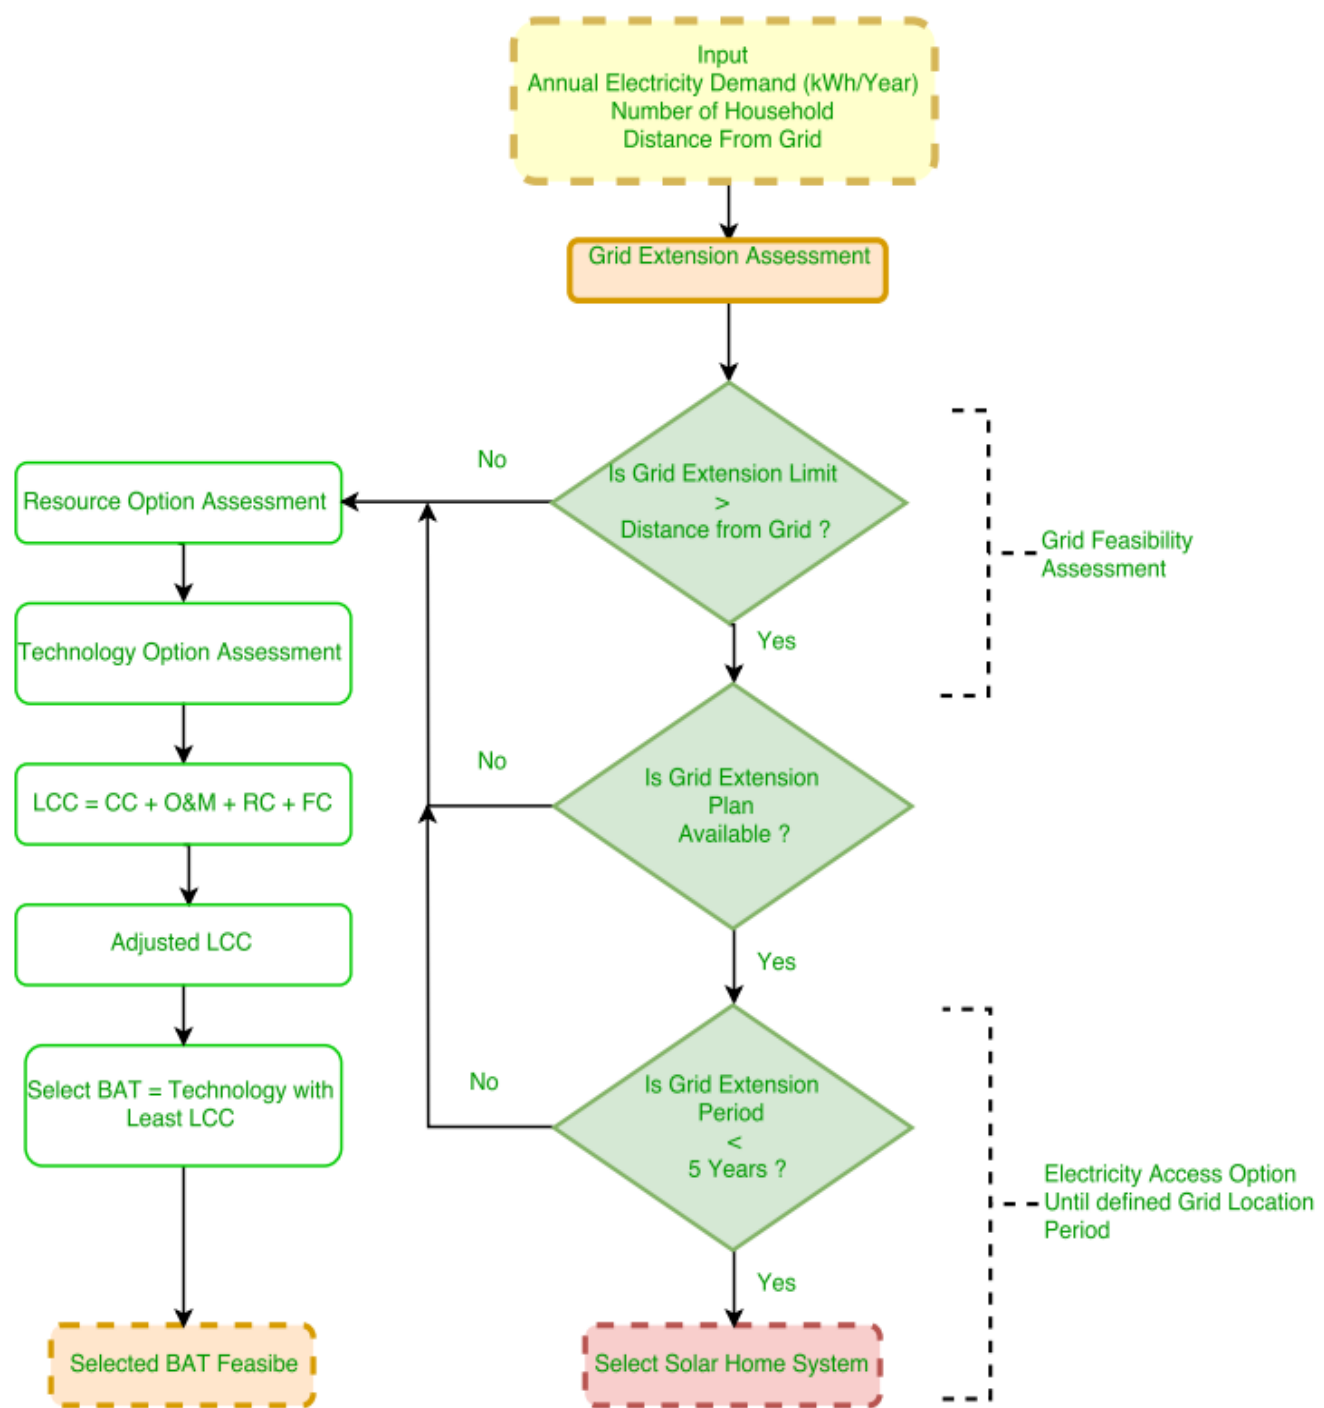 Input
Annual Electricity Demand (kWh/Year)
Number of Household
Distance From Grid
Grid Extension Assessment
Is Grid Extension Limit
>
Distance from Grid ?
No
Yes
Grid Feasibility
Assessment
Resource Option Assessment
Technology Option Assessment
LCC = CC + O&M + RC + FC
Adjusted LCC
Select BAT = Technology with
Least LCC
Selected BAT Feasibe
Is Grid Extension
Plan
Available ?
No
Yes
Is Grid Extension
Period
<
5 Years ?
No
Yes
Select Solar Home System
Electricity Access Option
Until defined Grid Location
Period